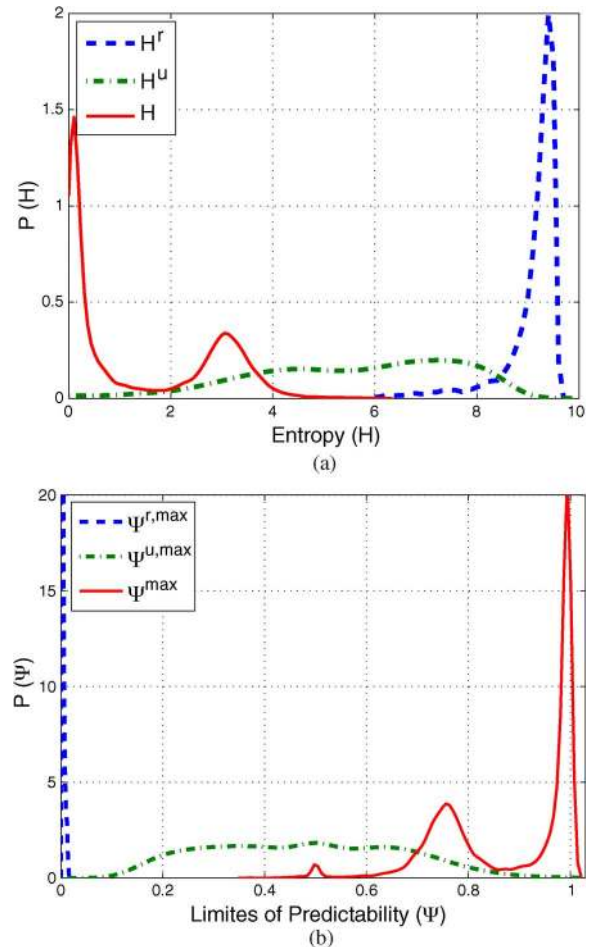 2
1.5
1
0.5
0
P (H)
H^r
H^u
H
0 2 4 6 8 10
Entropy (H)
(a)
20
15
10
5
0
P (Ψ)
Ψ^{r,max}
Ψ^{u,max}
Ψ^{max}
0 0.2 0.4 0.6 0.8 1
Limites of Predictability (Ψ)
(b)